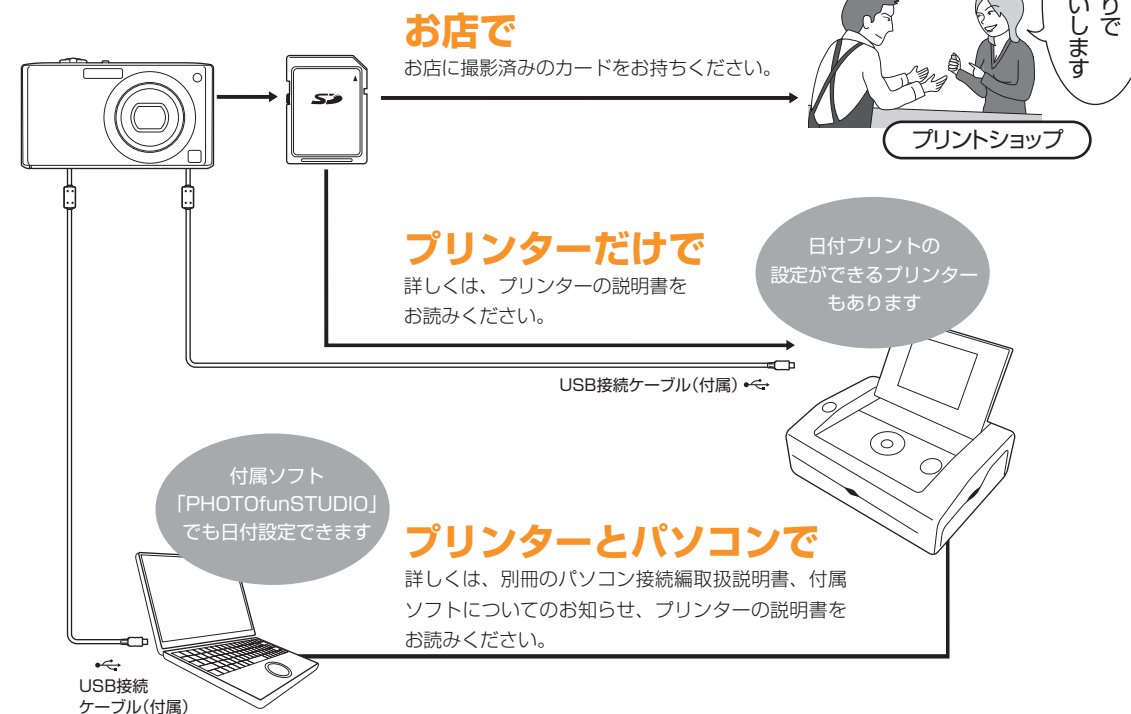 お店で
お店に撮影済みのカードをお持ちください。
りで
いします
プリントショップ
SD
プリンターだけで
詳しくは、プリンターの説明書を
お読みください。
日付プリントの
設定ができるプリンター
もあります
USB接続ケーブル(付属)
付属ソフト
「PHOTOfunSTUDIO」
でも日付設定できます
プリンターとパソコンで
詳しくは、別冊のパソコン接続編取扱説明書、付属
ソフトについてのお知らせ、プリンターの説明書を
お読みください。
USB接続
ケーブル(付属)